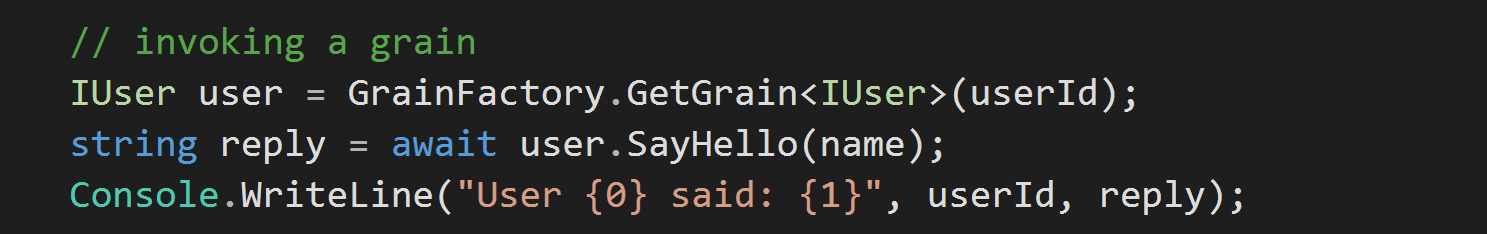 // invoking a grain
IUser user = GrainFactory.GetGrain<IUser>(userId);
string reply = await user.SayHello(name);
Console.WriteLine("User {0} said: {1}", userId, reply);